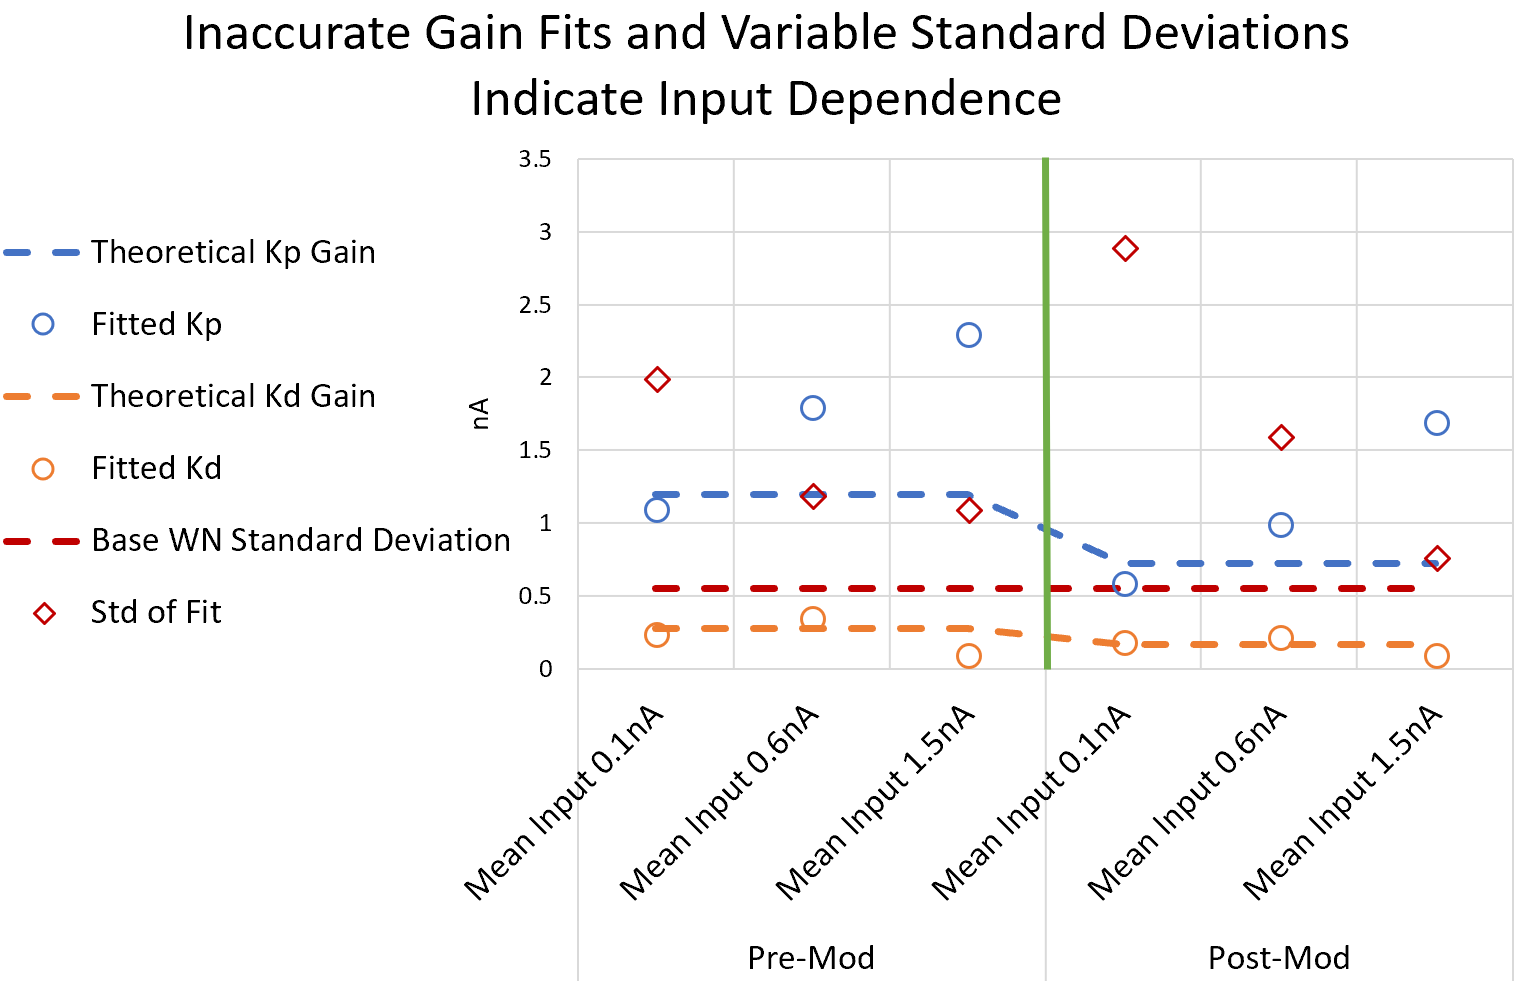 Inaccurate Gain Fits and Variable Standard Deviations
Indicate Input Dependence
Theoretical Kp Gain
Fitted Kp
Theoretical Kd Gain
Fitted Kd
Base WN Standard Deviation
Std of Fit
nA
3.5
3
2.5
2
1.5
1
0.5
0
Mean Input 0.1nA
Mean Input 0.6nA
Mean Input 1.5nA
Mean Input 0.1nA
Mean Input 0.6nA
Mean Input 1.5nA
Pre-Mod
Post-Mod